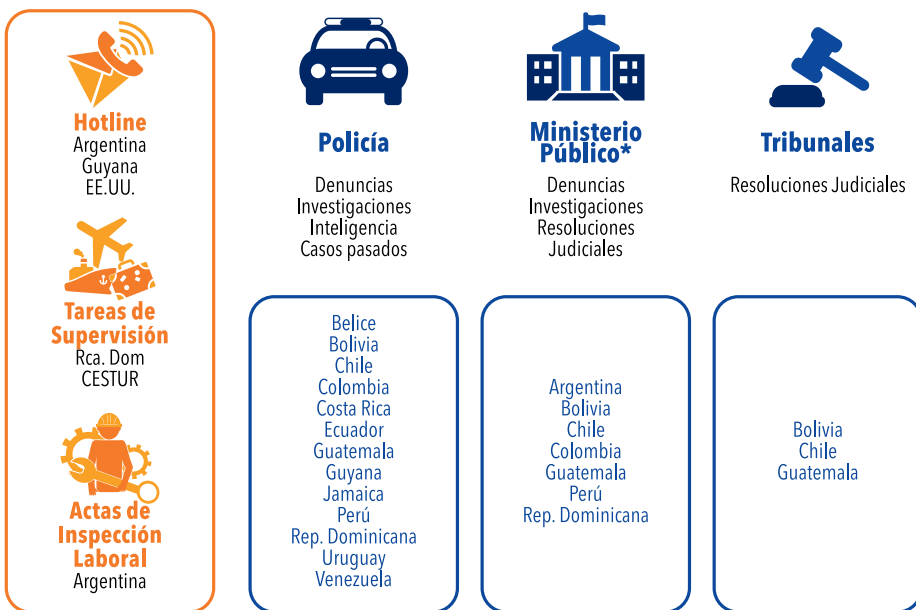 Hotline
Argentina
Guyana
EE.UU.
Tareas de
Supervisión
Rca. Dom
CESTUR
Actas de
Inspección
Laboral
Argentina
Policía
Denuncias
Investigaciones
Inteligencia
Casos pasados
Belice
Bolivia
Chile
Colombia
Costa Rica
Ecuador
Guatemala
Guyana
Jamaica
Perú
Rep. Dominicana
Uruguay
Venezuela
Ministerio
Público*
Denuncias
Investigaciones
Resoluciones
Judiciales
Argentina
Bolivia
Chile
Colombia
Guatemala
Perú
Rep. Dominicana
Tribunales
Resoluciones Judiciales
Bolivia
Chile
Guatemala